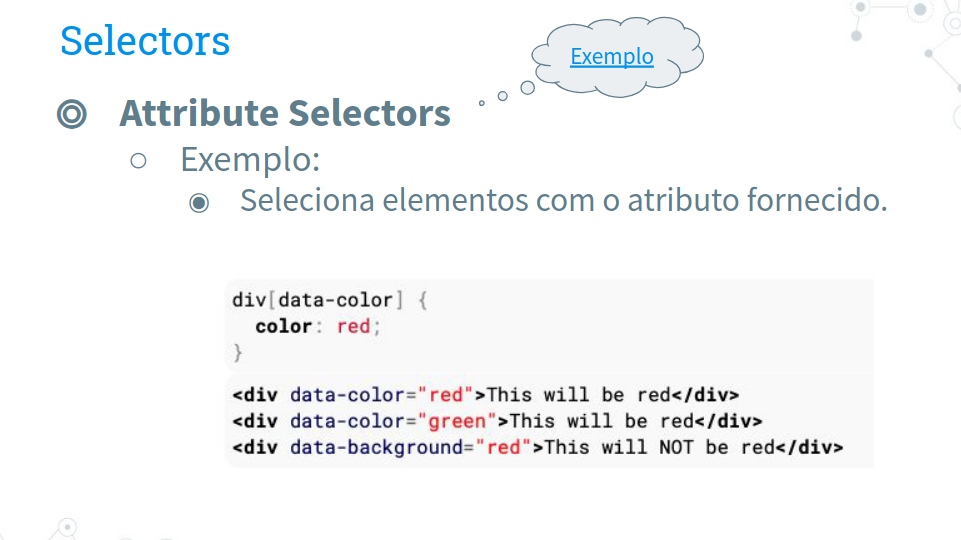 Selectors
Exemplo
Attribute Selectors
Exemplo:
Seleciona elementos com o atributo fornecido.
div[data-color] {
  color: red;
}
<div data-color="red">This will be red</div>
<div data-color="green">This will be red</div>
<div data-background="red">This will NOT be red</div>